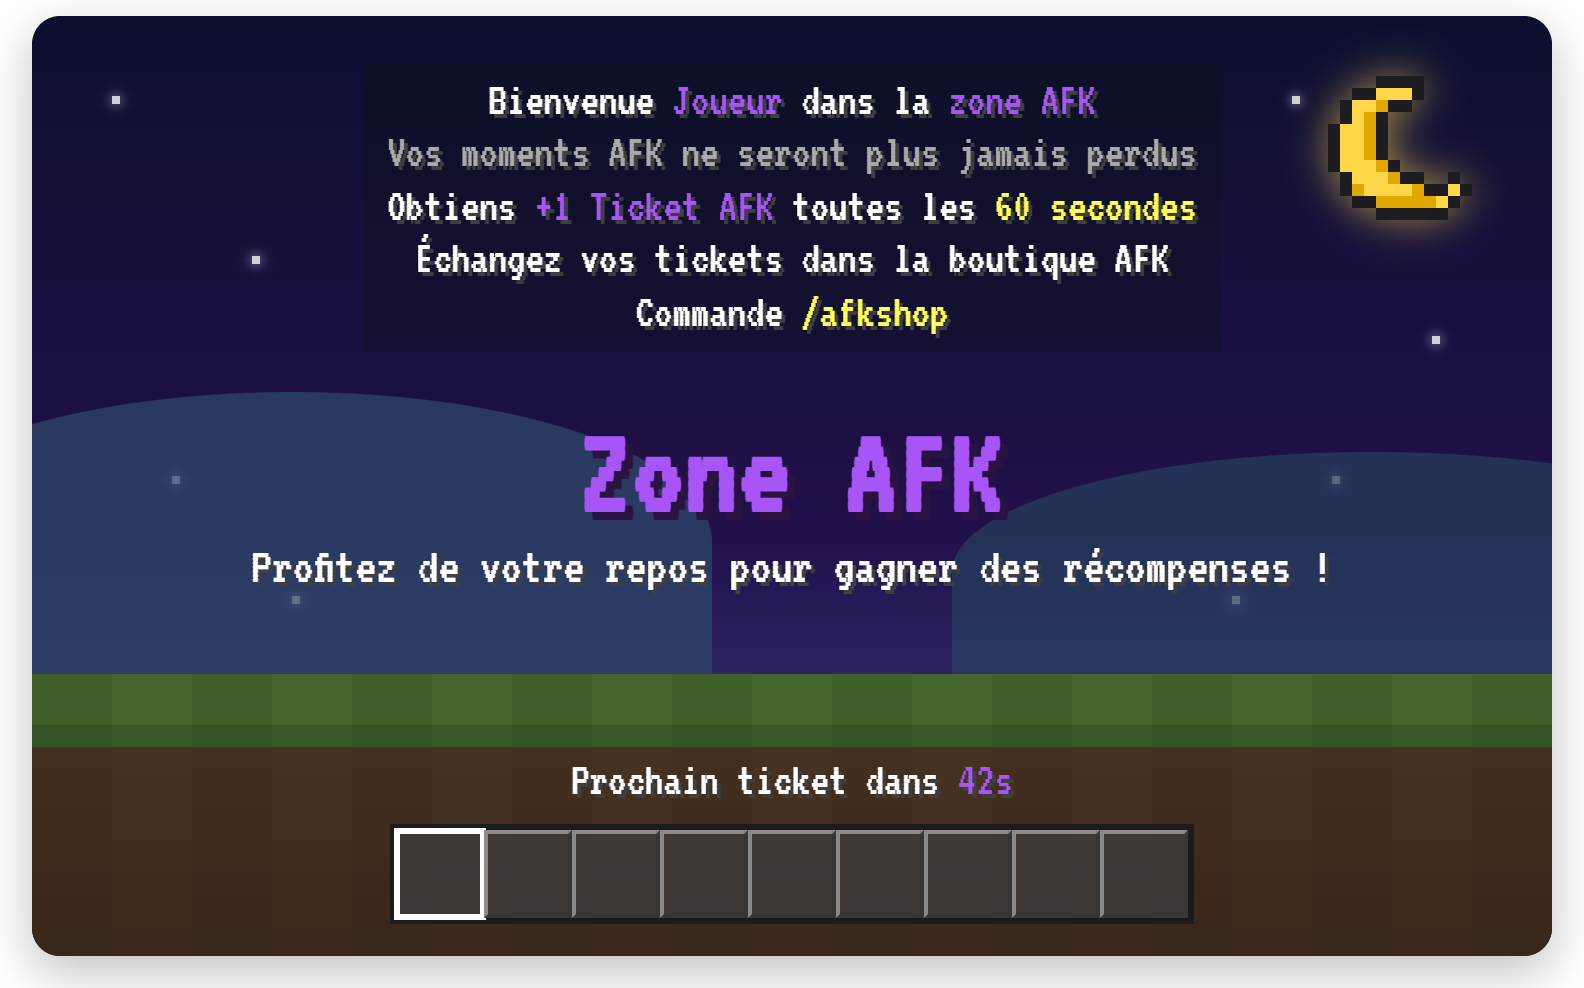 Bienvenue Joueur dans la zone AFK
Vos moments AFK ne seront plus jamais perdus
Obtiens +1 Ticket AFK toutes les 60 secondes
Échangez vos tickets dans la boutique AFK
Commande /afkshop
Zone AFK
Profitez de votre repos pour gagner des récompenses !
Prochain ticket dans 42s